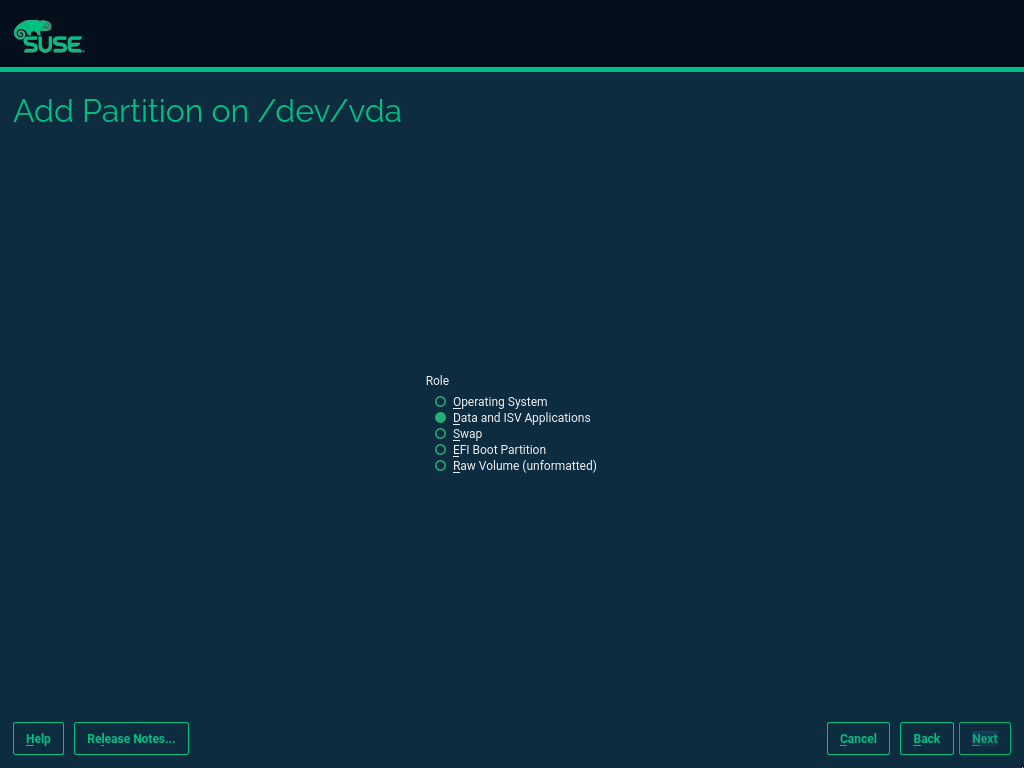 SUSE
Add Partition on /dev/vda
Role
Operating System
Data and ISV Applications
Swap
EFI Boot Partition
Raw Volume (unformatted)
Help Release Notes... Cancel Back Next